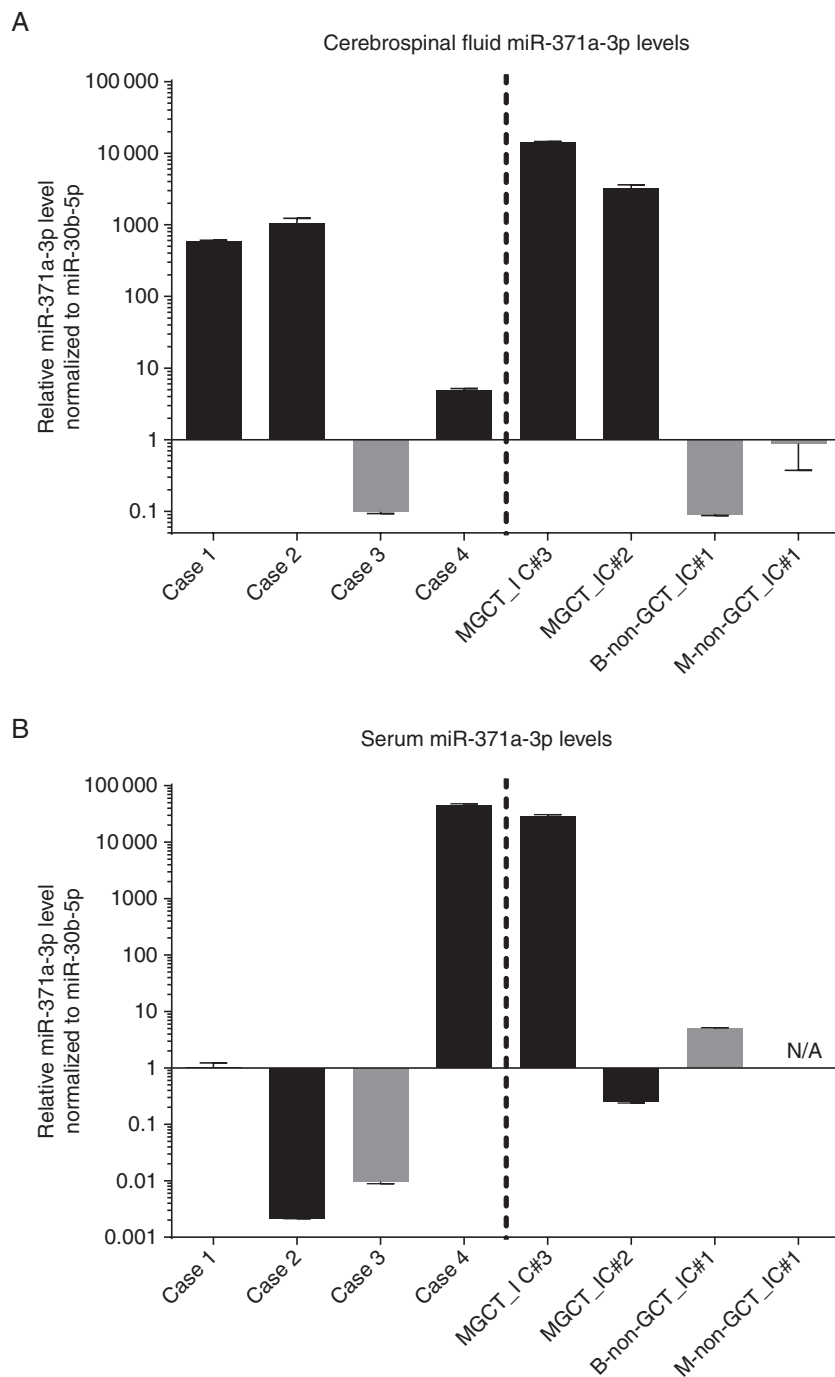 A
Cerebrospinal fluid miR-371a-3p levels
Relative miR-371a-3p level
normalized to miR-30b-5p
100 000
10 000
1000
100
10
1
0.1
Case 1
Case 2
Case 3
Case 4
MGCT_I C#3
MGCT_IC#2
B-non-GCT_IC#1
M-non-GCT_IC#1
B
Serum miR-371a-3p levels
Relative miR-371a-3p level
normalized to miR-30b-5p
100 000
10 000
1000
100
10
1
0.1
0.01
0.001
N/A
Case 1
Case 2
Case 3
Case 4
MGCT_I C#3
MGCT_IC#2
B-non-GCT_IC#1
M-non-GCT_IC#1